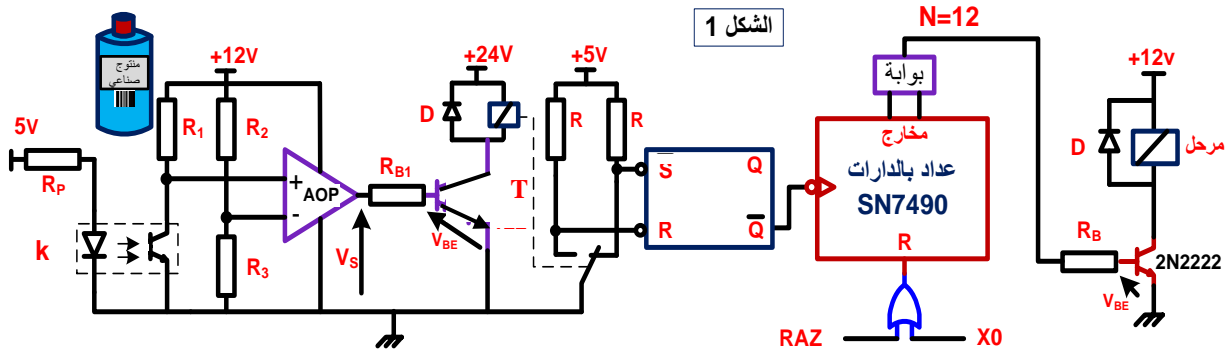 الشكل 1
N=12
منتوج صناعي
+12V
+24V
+5V
+12v
بوابة
5V
R1
R2
D
R
R
مخارج
D
مرحل
RP
+
-
AOP
RB1
T
S
Q
عداد بالدارات
SN7490
k
R3
VS
VBE
R
Q
R
RB
2N2222
VBE
RAZ
X0